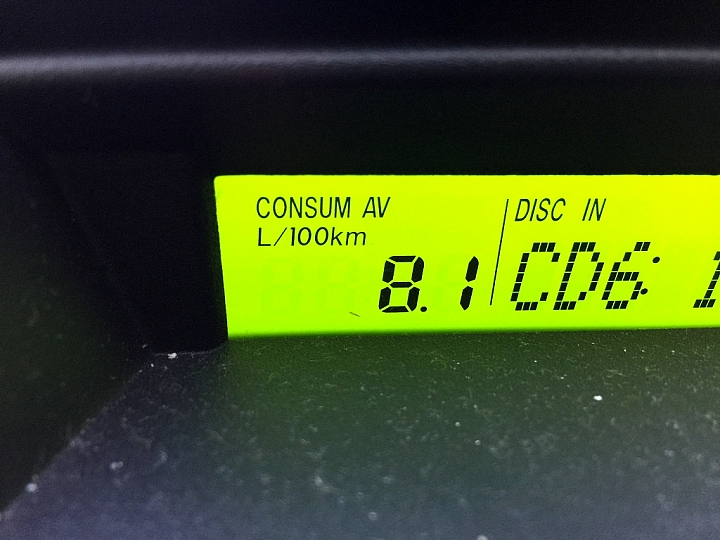 CONSUM AV
L/100km
8.1
DISC IN
CD6: